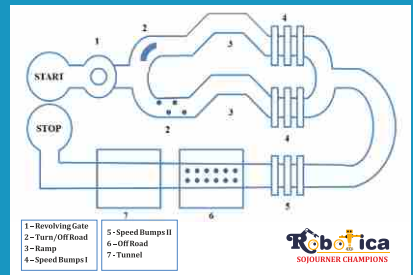 2
4
1
3
START
STOP
2
3
4
7
6
5
1 – Revolving Gate
2 – Turn/Off Road
3 – Ramp
4 – Speed Bumps I
5 - Speed Bumps II
6 – Off Road
7 - Tunnel
Robotica
SOJOURNER CHAMPIONS